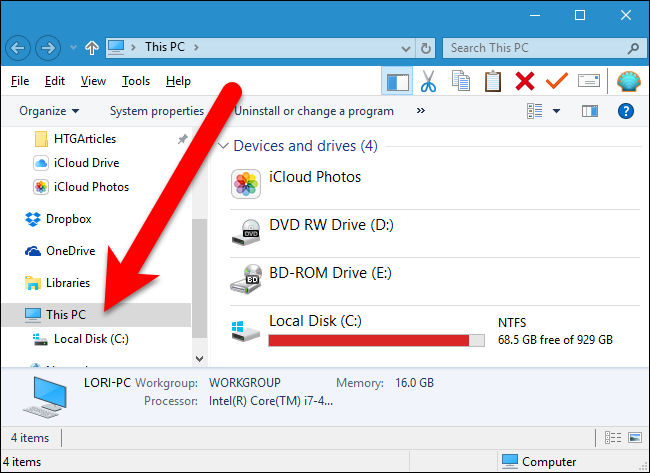 This PC
Search This PC
File Edit View Tools Help
Organize System properties Uninstall or change a program »
HTGArticles
iCloud Drive
iCloud Photos
Dropbox
OneDrive
Libraries
This PC
Local Disk (C:)
Devices and drives (4)
iCloud Photos
DVD
DVD RW Drive (D:)
BD
BD-ROM Drive (E:)
Local Disk (C:)
NTFS
68.5 GB free of 929 GB
LORI-PC Workgroup: WORKGROUP Memory: 16.0 GB
Processor: Intel(R) Core(TM) i7-4...
4 items
4 items Computer